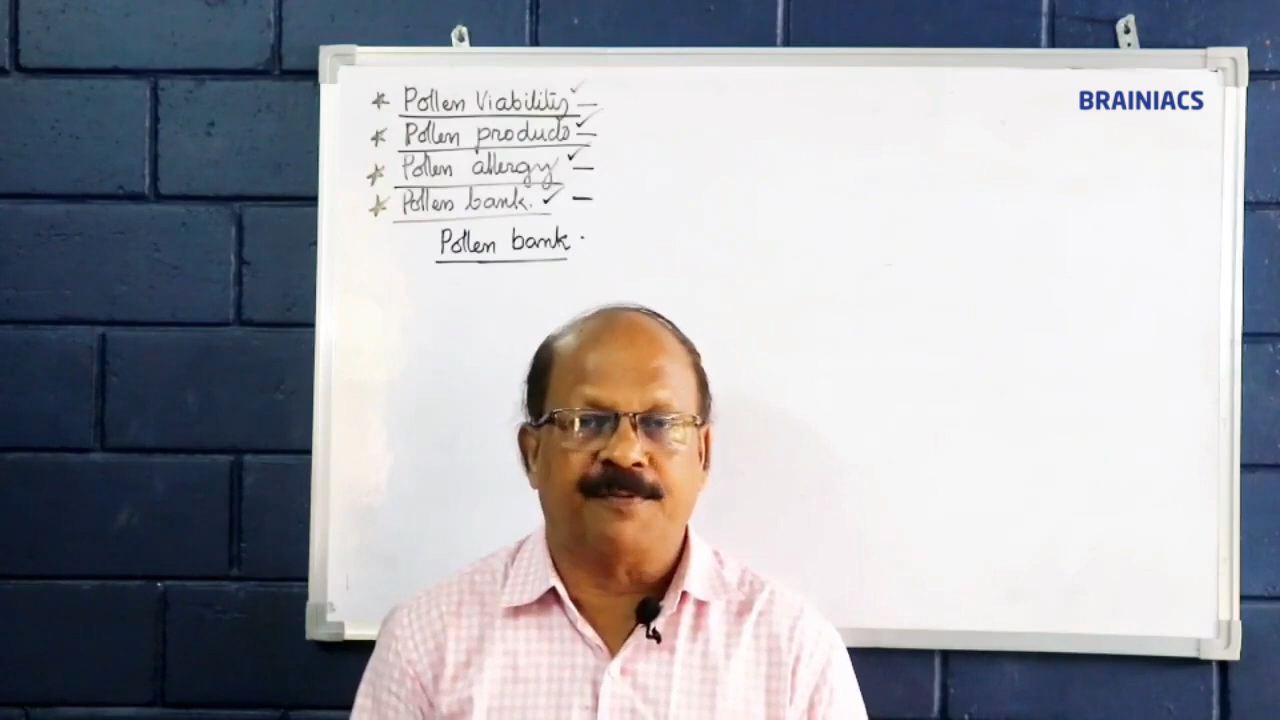 * Pollen Viability ✓ —
* Pollen products ✓ —
* Pollen allergy ✓ —
* Pollen bank. ✓ —
Pollen bank.
BRAINIACS